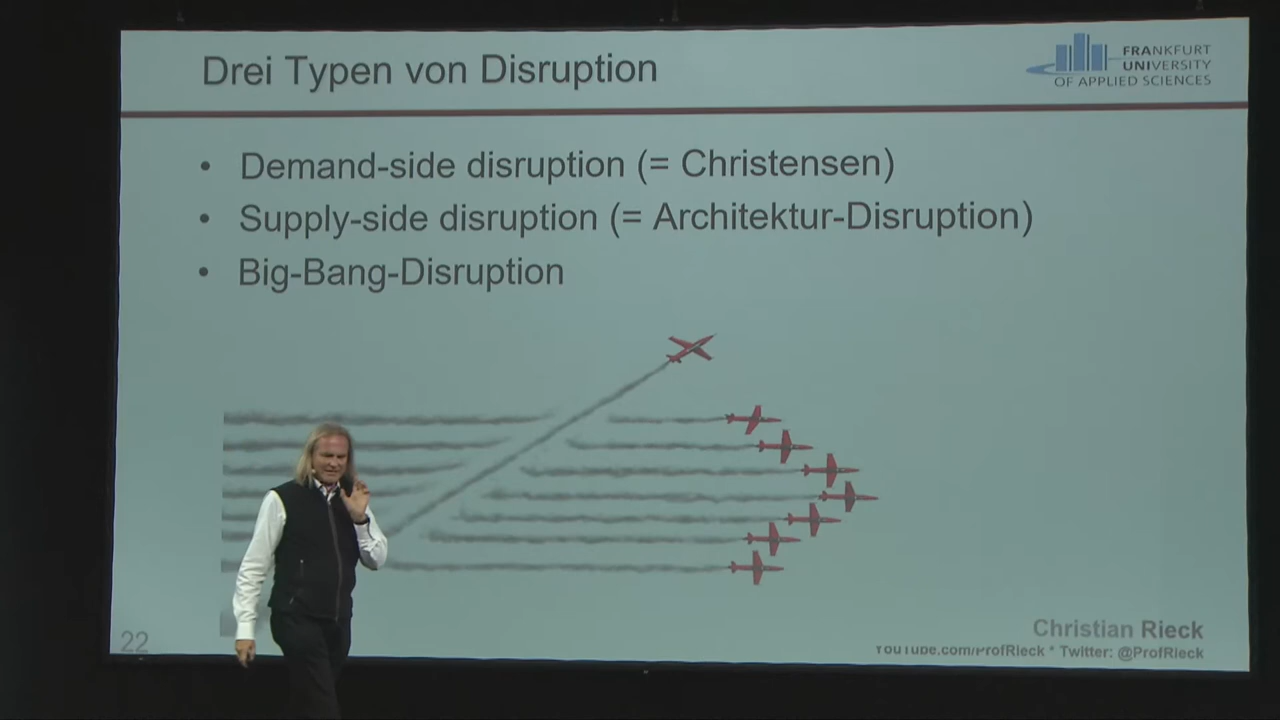 Drei Typen von Disruption
FRANKFURT
UNIVERSITY
OF APPLIED SCIENCES
• Demand-side disruption (= Christensen)
• Supply-side disruption (= Architektur-Disruption)
• Big-Bang-Disruption
22
Christian Rieck
YouTube.com/ProfRieck * Twitter: @ProfRieck